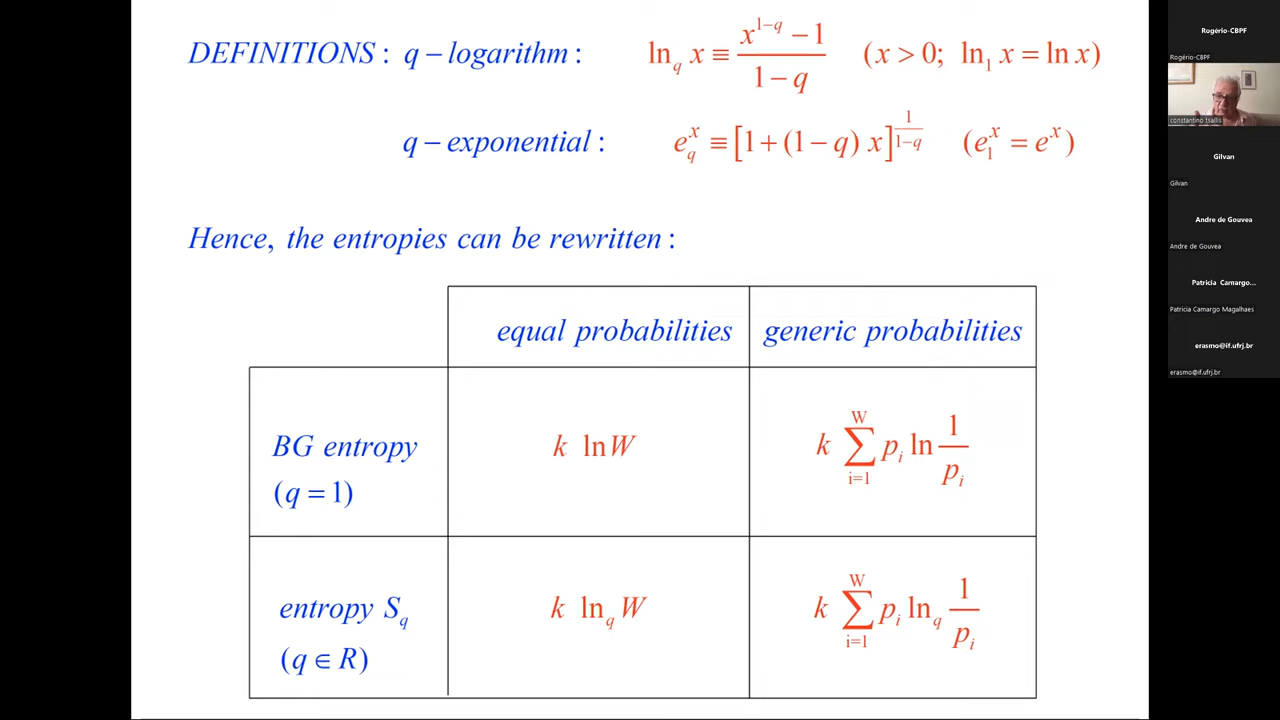 DEFINITIONS : q − logarithm : ln_q x ≡ (x^{1−q} − 1)/(1 − q) (x > 0; ln_1 x = ln x)
q − exponential : e_q^x ≡ [1 + (1 − q) x]^{1/(1−q)} (e_1^x = e^x)
Hence, the entropies can be rewritten :
equal probabilities generic probabilities
BG entropy k ln W k ∑_{i=1}^{W} p_i ln 1/p_i
(q = 1)
entropy S_q k ln_q W k ∑_{i=1}^{W} p_i ln_q 1/p_i
(q ∈ R)
Rogério-CBPF
Rogério-CBPF
constantino tsallis
Gilvan
Gilvan
Andre de Gouvea
Andre de Gouvea
Patricia Camargo...
Patricia Camargo Magalhaes
erasmo@if.ufrj.br
erasmo@if.ufrj.br